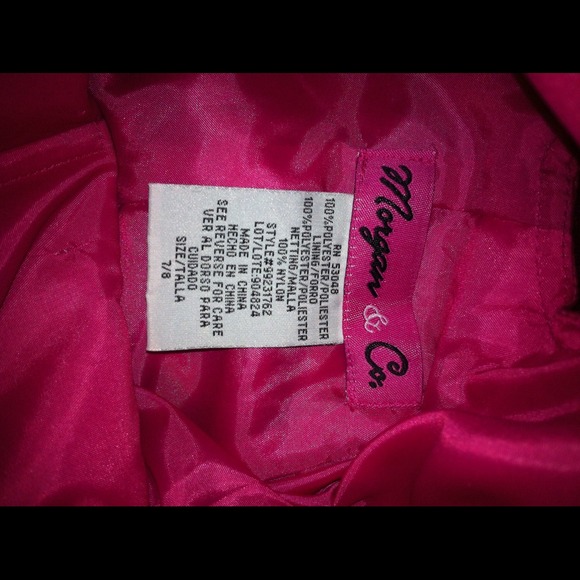 Morgan & Co.
RN 53048
100%POLYESTER/POLIESTER
LINING/FORRO
100%POLYESTER/POLIESTER
NETTING/MALLA
100% NYLON
STYLE#99231762
LOT/LOTE:904824
MADE IN CHINA
HECHO EN CHINA
SEE REVERSE FOR CARE
VER AL DORSO PARA
CUIDADO
SIZE/TALLA
7/8